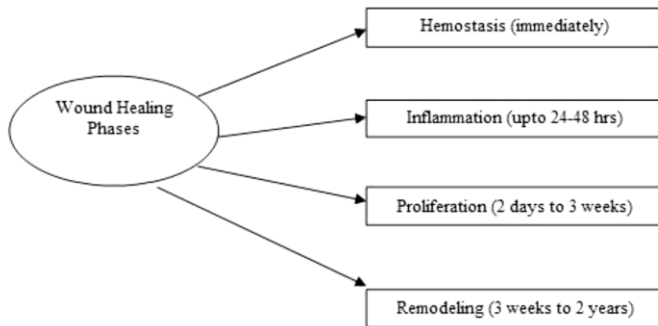 Wound Healing
Phases
Hemostasis (immediately)
Inflammation (upto 24-48 hrs)
Proliferation (2 days to 3 weeks)
Remodeling (3 weeks to 2 years)